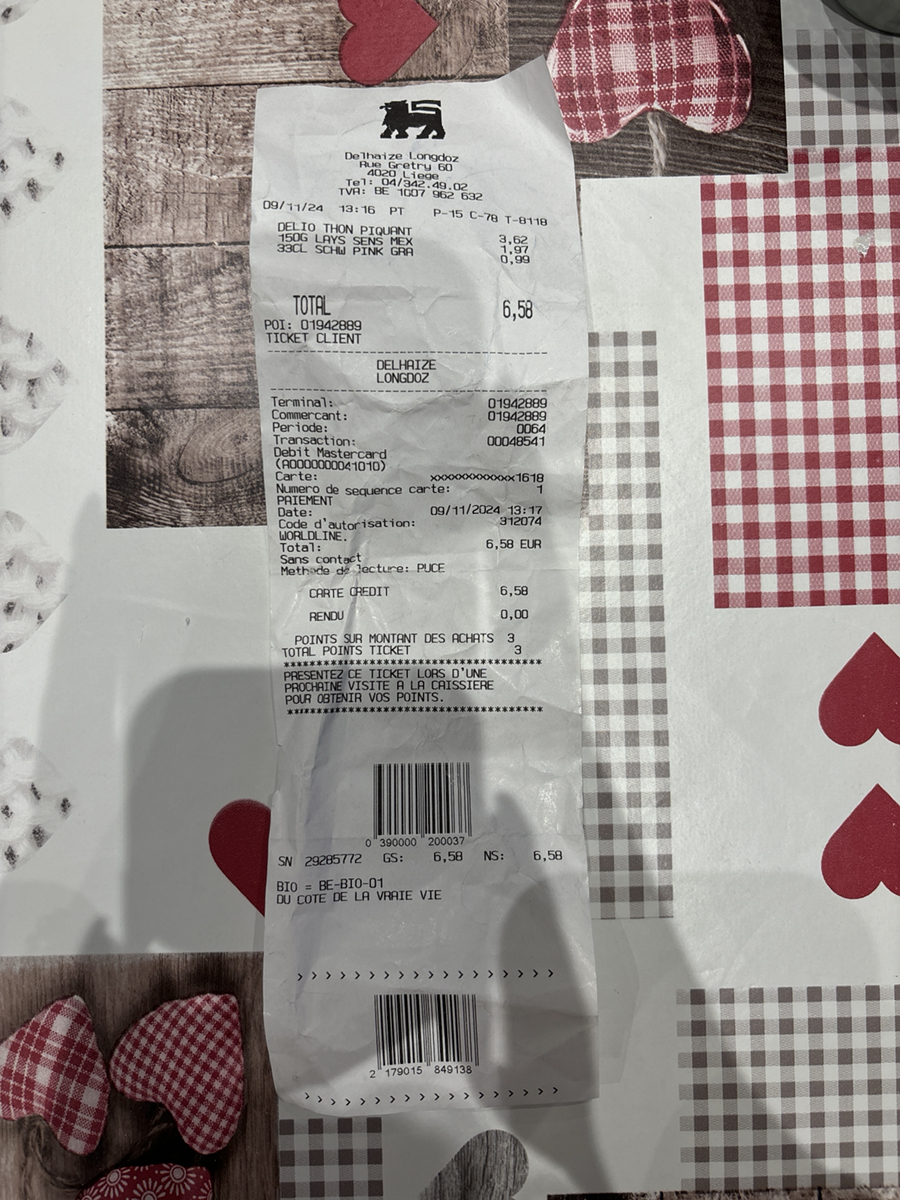 Delhaize Longdoz
Rue Gretry 60
4020 Liege
Tel: 04/342.49.02
TVA: BE 1007 962 632
09/11/24 13:16 PT P-15 C-78 T-8118
DELIO THON PIQUANT 3,62
150G LAYS SENS MEX 1,97
33CL SCHW PINK GRA 0,99
TOTAL 6,58
POI: 01942889
TICKET CLIENT
--------------------------------
DELHAIZE
LONGDOZ
--------------------------------
Terminal: 01942889
Commercant: 01942889
Periode: 0064
Transaction: 00048541
Debit Mastercard
(A0000000041010)
Carte: xxxxxxxxxxxx1618
Numero de sequence carte: 1
PAIEMENT
Date: 09/11/2024 13:17
Code d'autorisation: 312074
WORLDLINE.
Total: 6,58 EUR
Sans contact
Methode de lecture: PUCE
CARTE CREDIT 6,58
RENDU 0,00
POINTS SUR MONTANT DES ACHATS 3
TOTAL POINTS TICKET 3
************************************
PRESENTEZ CE TICKET LORS D'UNE
PROCHAINE VISITE A LA CAISSIERE
POUR OBTENIR VOS POINTS.
************************************
0 390000 200037
SN 29285772 GS: 6,58 NS: 6,58
BIO = BE-BIO-01
DU COTE DE LA VRAIE VIE
> > > > > > > > > > > > > > > > > >
2 179015 849138
> > > > > > > > > > > > > > > > > >